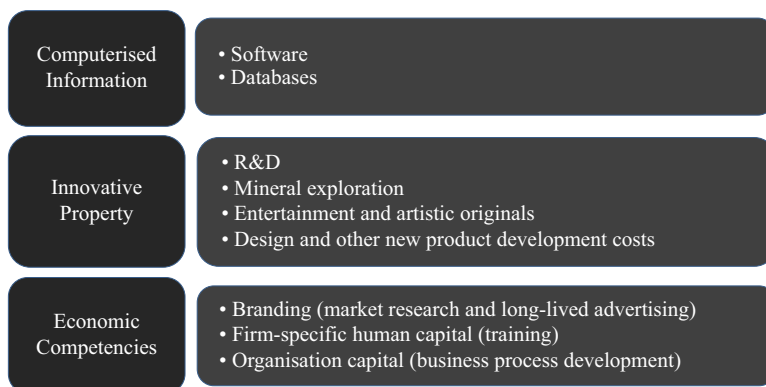 Computerised
Information
• Software
• Databases
Innovative
Property
• R&D
• Mineral exploration
• Entertainment and artistic originals
• Design and other new product development costs
Economic
Competencies
• Branding (market research and long-lived advertising)
• Firm-specific human capital (training)
• Organisation capital (business process development)